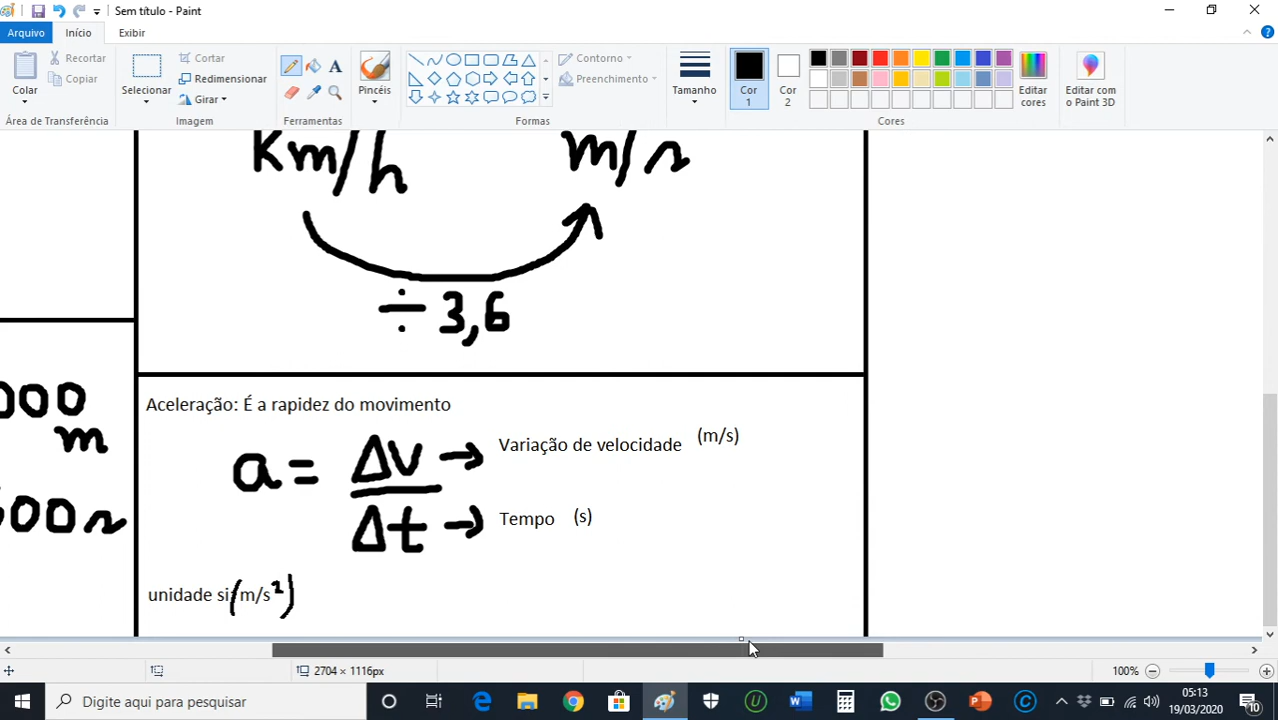 Sem título - Paint
Arquivo Início Exibir
Colar
Recortar
Copiar
Área de Transferência
Selecionar
Cortar
Redimensionar
Girar
Imagem
A
Ferramentas
Pincéis
Contorno
Preenchimento
Formas
Tamanho
Cor 1
Cor 2
Editar cores
Cores
Editar com o Paint 3D
Km/h m/s
÷ 3,6
000
m
600s
Aceleração: É a rapidez do movimento
a = Δv → Variação de velocidade (m/s)
Δt → Tempo (s)
unidade si (m/s²)
2704 × 1116px
100%
Digite aqui para pesquisar
05:13
19/03/2020
10